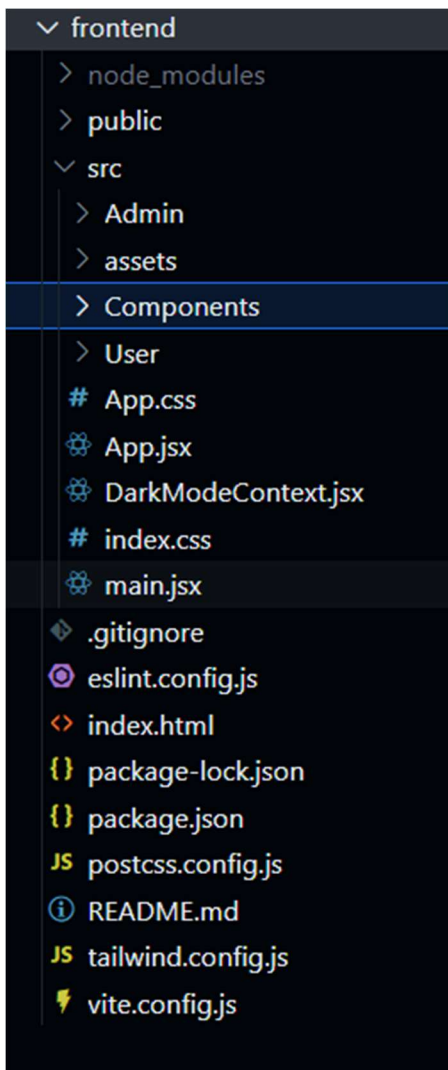 frontend
node_modules
public
src
Admin
assets
Components
User
# App.css
App.jsx
DarkModeContext.jsx
# index.css
main.jsx
.gitignore
eslint.config.js
<> index.html
{} package-lock.json
{} package.json
JS postcss.config.js
README.md
JS tailwind.config.js
vite.config.js